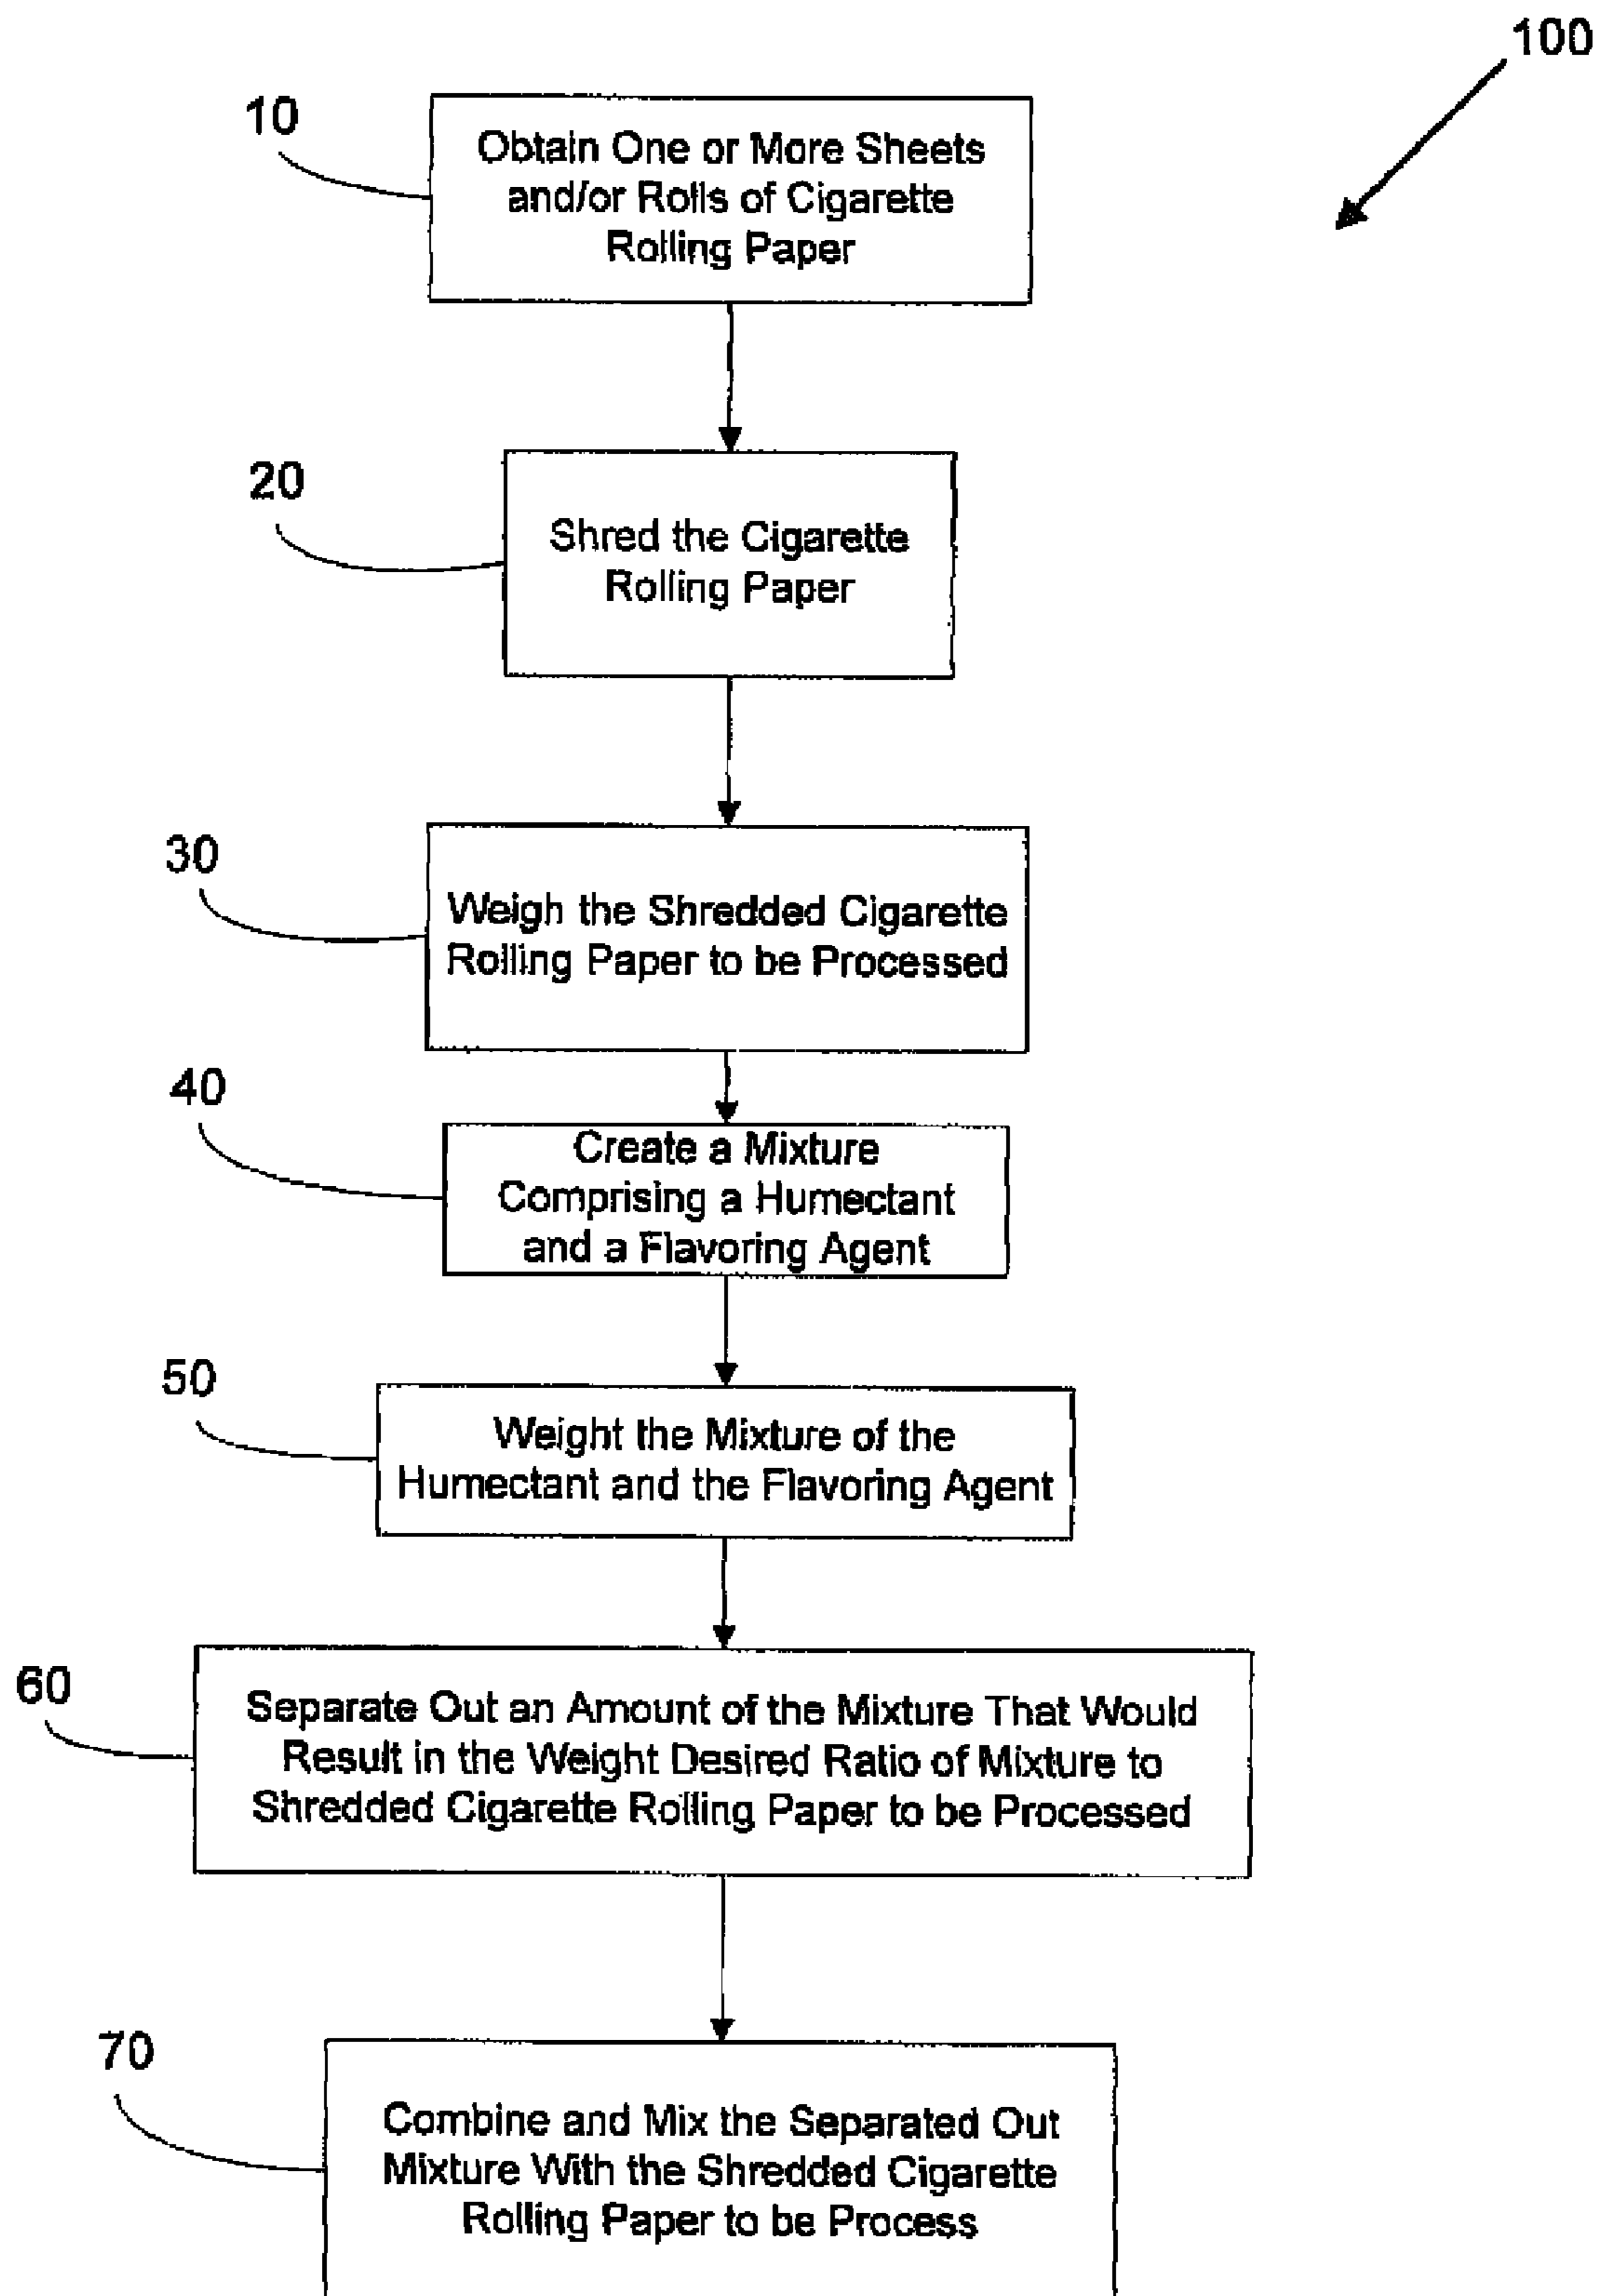 100
10
Obtain One or More Sheets
and/or Rolls of Cigarette
Rolling Paper
20
Shred the Cigarette
Rolling Paper
30
Weigh the Shredded Cigarette
Rolling Paper to be Processed
40
Create a Mixture
Comprising a Humectant
and a Flavoring Agent
50
Weight the Mixture of the
Humectant and the Flavoring Agent
60
Separate Out an Amount of the Mixture That Would
Result in the Weight Desired Ratio of Mixture to
Shredded Cigarette Rolling Paper to be Processed
70
Combine and Mix the Separated Out
Mixture With the Shredded Cigarette
Rolling Paper to be Process